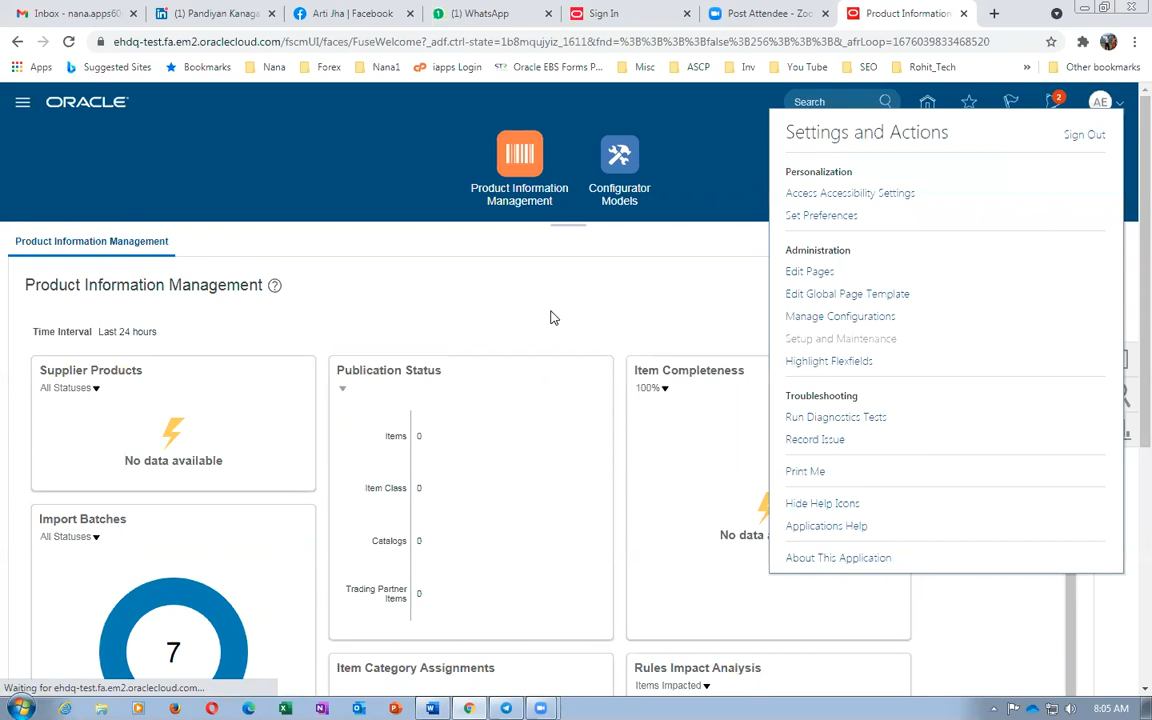 Inbox - nana.apps60
(1) Pandiyan Kanaga
Arti Jha | Facebook
(1) WhatsApp
Sign In
Post Attendee - Zoo
Product Information
ehdq-test.fa.em2.oraclecloud.com/fscmUI/faces/FuseWelcome?_adf.ctrl-state=1b8mqujyiz_1611&fnd=%3B%3B%3B%3Bfalse%3B256%3B%3B%3B&_afrLoop=1676039833468520
Apps
Suggested Sites
Bookmarks
Nana
Forex
Nana1
iapps Login
Oracle EBS Forms P...
Misc
ASCP
Inv
You Tube
SEO
Rohit_Tech
»
Other bookmarks
ORACLE
Search
2
AE
Product Information
Management
Configurator
Models
Settings and Actions
Sign Out
Personalization
Access Accessibility Settings
Set Preferences
Administration
Edit Pages
Edit Global Page Template
Manage Configurations
Setup and Maintenance
Highlight Flexfields
Troubleshooting
Run Diagnostics Tests
Record Issue
Print Me
Hide Help Icons
Applications Help
About This Application
Product Information Management
Product Information Management ?
Time Interval Last 24 hours
Supplier Products
All Statuses
No data available
Publication Status
Items 0
Item Class 0
Catalogs 0
Trading Partner
Items 0
Item Completeness
100%
No data a
Import Batches
All Statuses
7
Item Category Assignments
Rules Impact Analysis
Items Impacted
Waiting for ehdq-test.fa.em2.oraclecloud.com...
8:05 AM